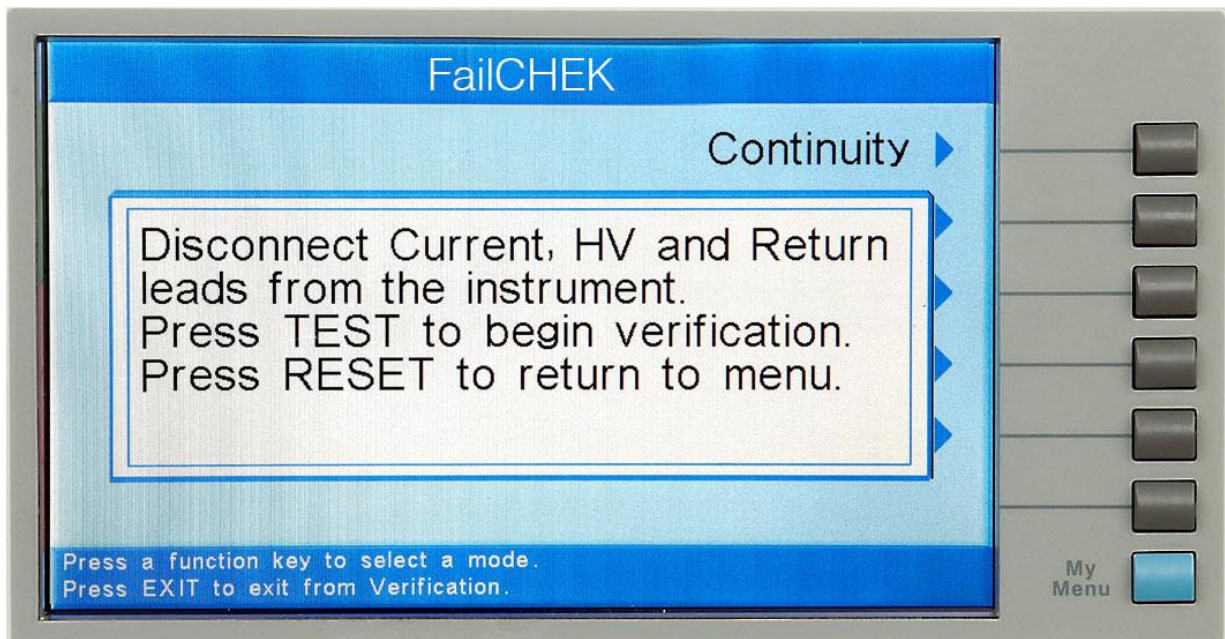 FailCHEK
Continuity
Disconnect Current, HV and Return
leads from the instrument.
Press TEST to begin verification.
Press RESET to return to menu.
Press a function key to select a mode.
Press EXIT to exit from Verification.
My
Menu